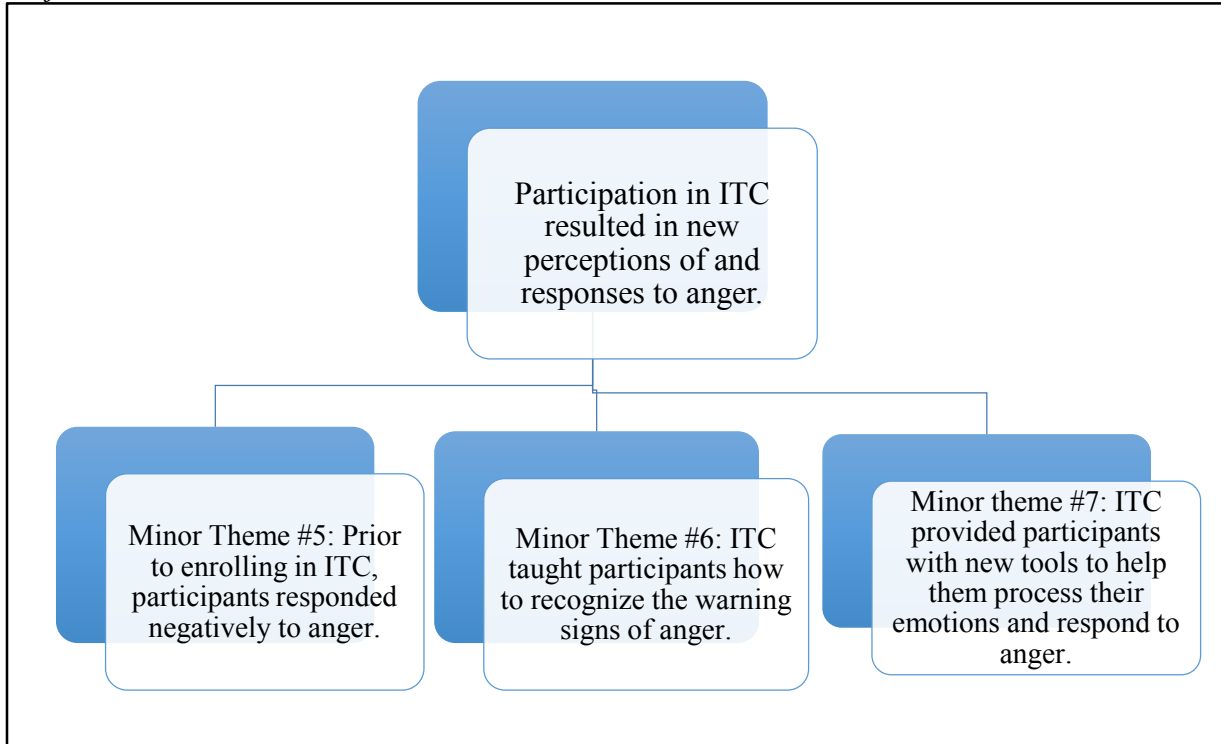 Participation in ITC
resulted in new
perceptions of and
responses to anger.
Minor Theme #5: Prior
to enrolling in ITC,
participants responded
negatively to anger.
Minor Theme #6: ITC
taught participants how
to recognize the warning
signs of anger.
Minor theme #7: ITC
provided participants
with new tools to help
them process their
emotions and respond to
anger.